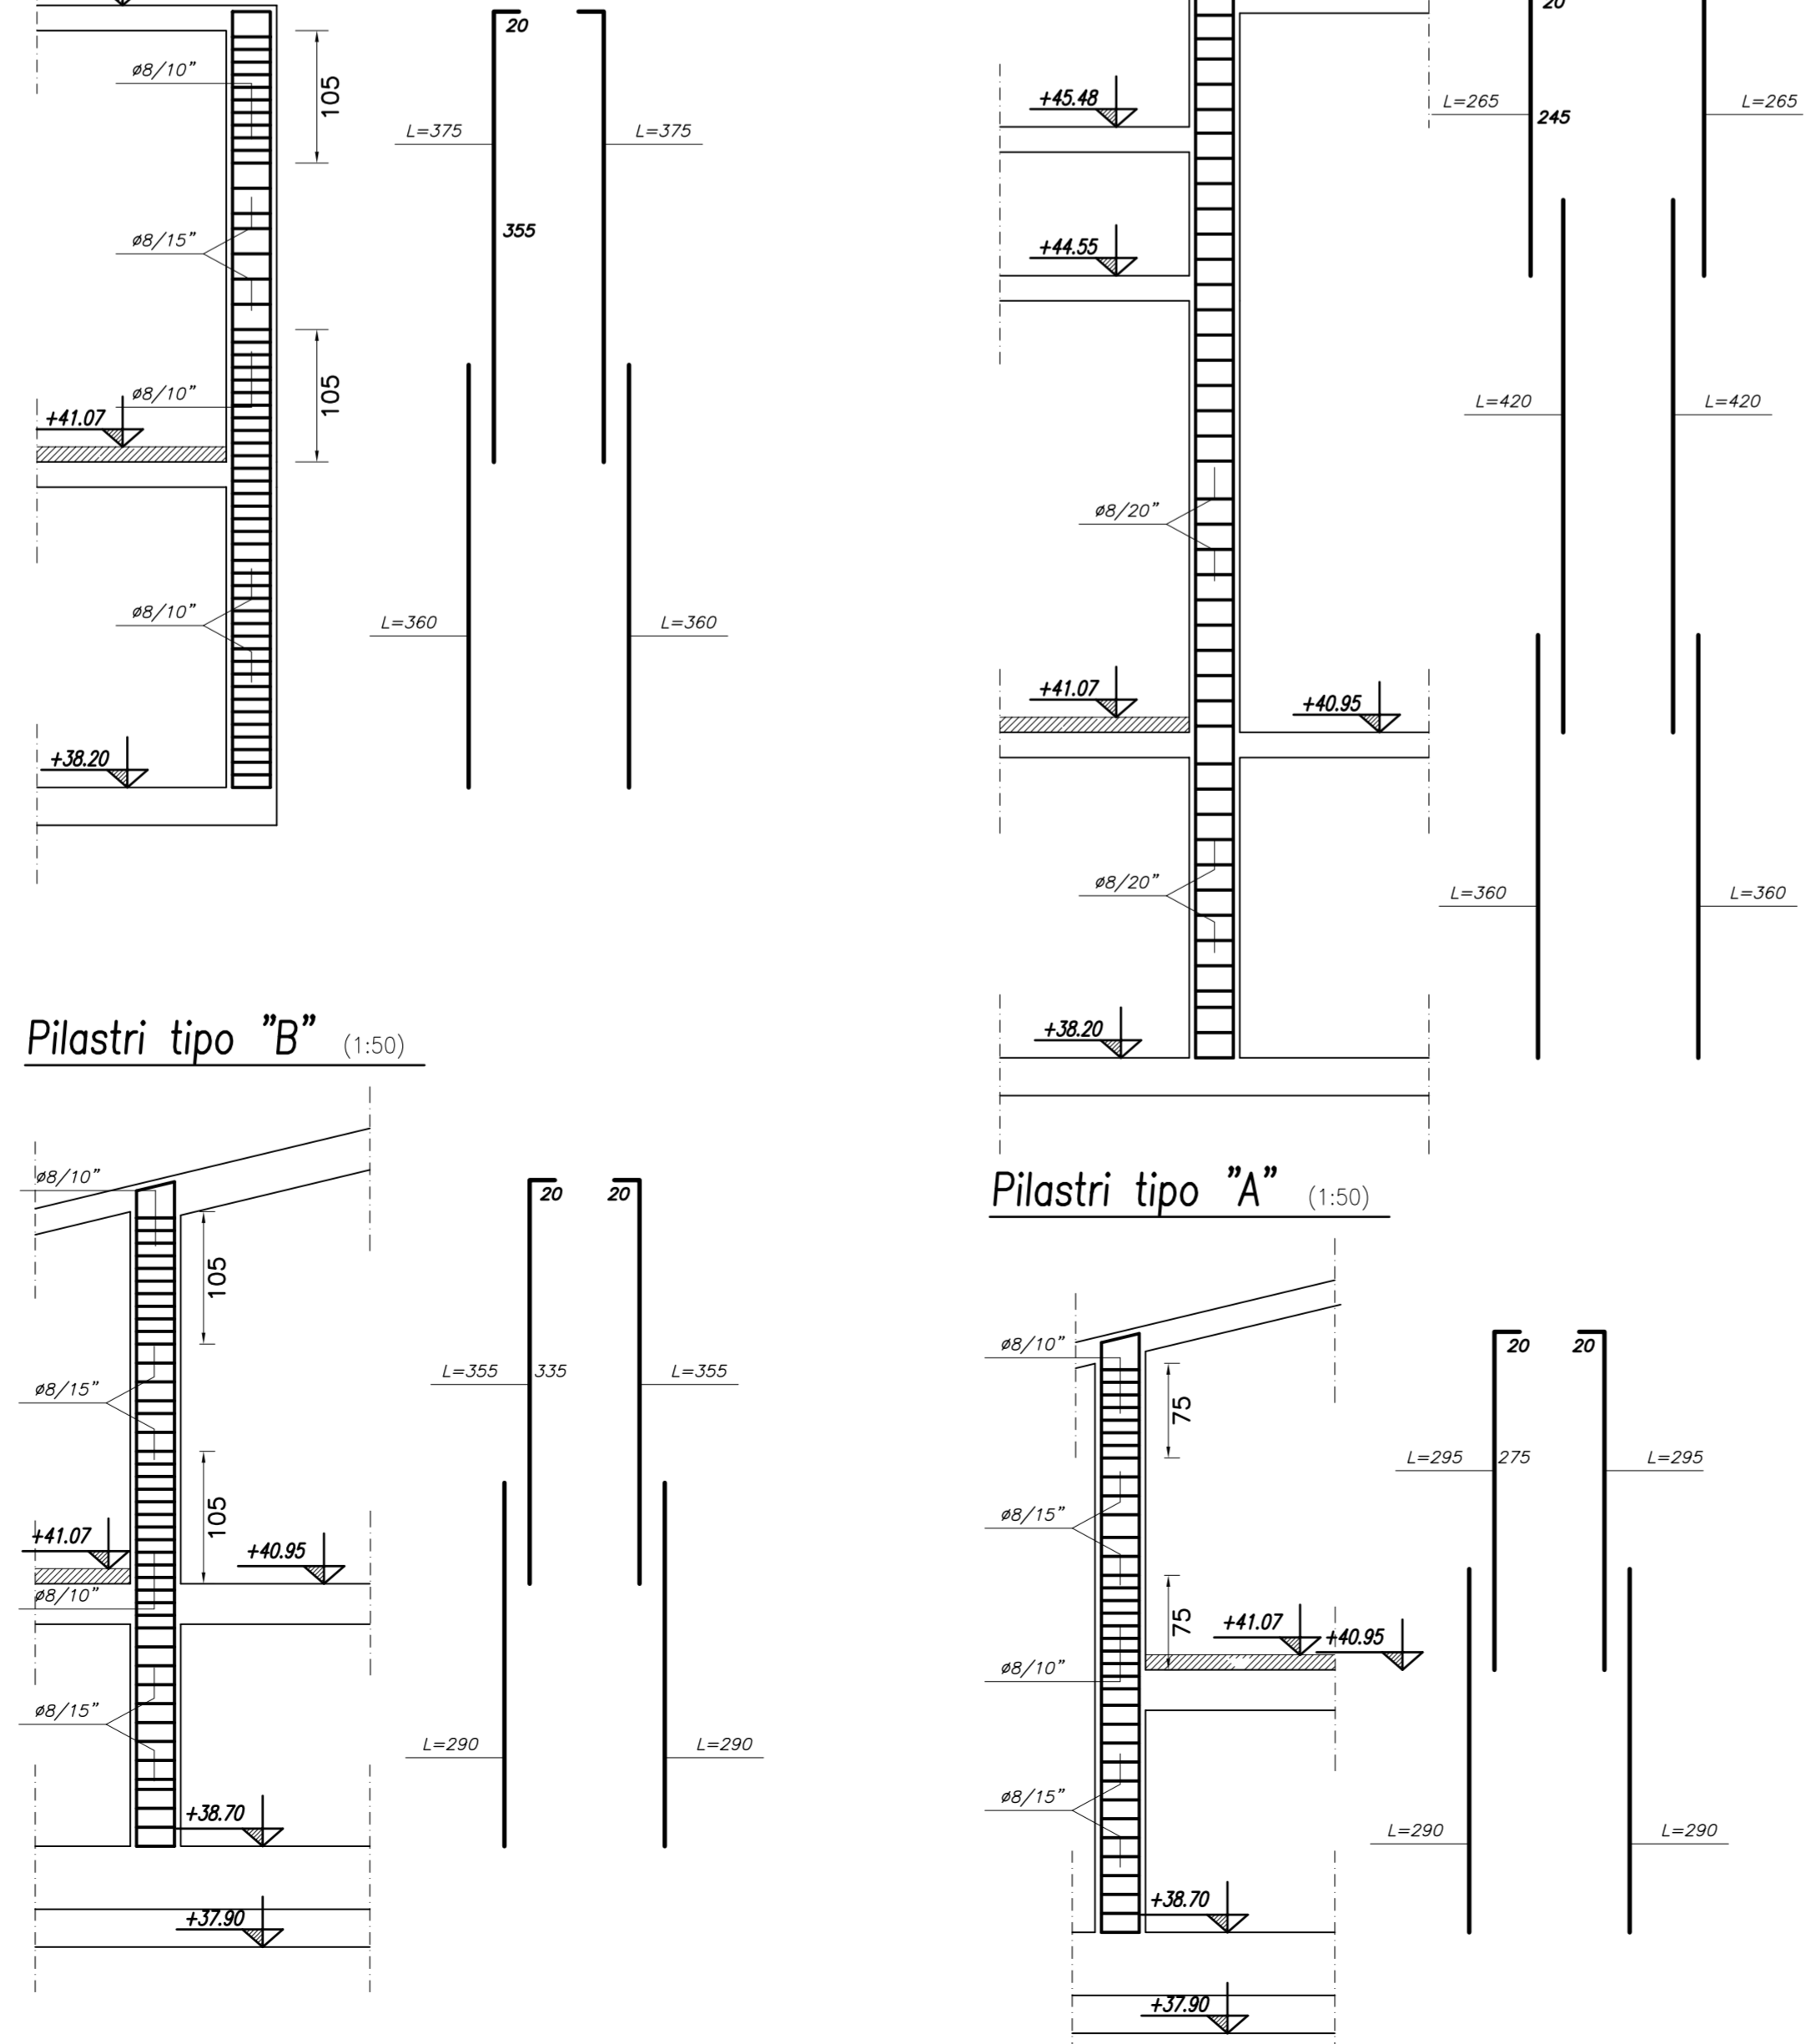 20
ø8/10”
105
L=375
L=375
ø8/15”
355
ø8/10”
105
+41.07
ø8/10”
L=360
L=360
+38.20
20
+45.48
L=265
245
L=265
+44.55
L=420
L=420
ø8/20”
+41.07
+40.95
ø8/20”
L=360
L=360
+38.20
Pilastri tipo ”B” (1:50)
ø8/10”
20
20
105
ø8/15”
L=355
335
L=355
105
+41.07
+40.95
ø8/10”
ø8/15”
L=290
L=290
+38.70
+37.90
Pilastri tipo ”A” (1:50)
ø8/10”
20
20
75
L=295
275
L=295
ø8/15”
75
+41.07
+40.95
ø8/10”
ø8/15”
L=290
L=290
+38.70
+37.90